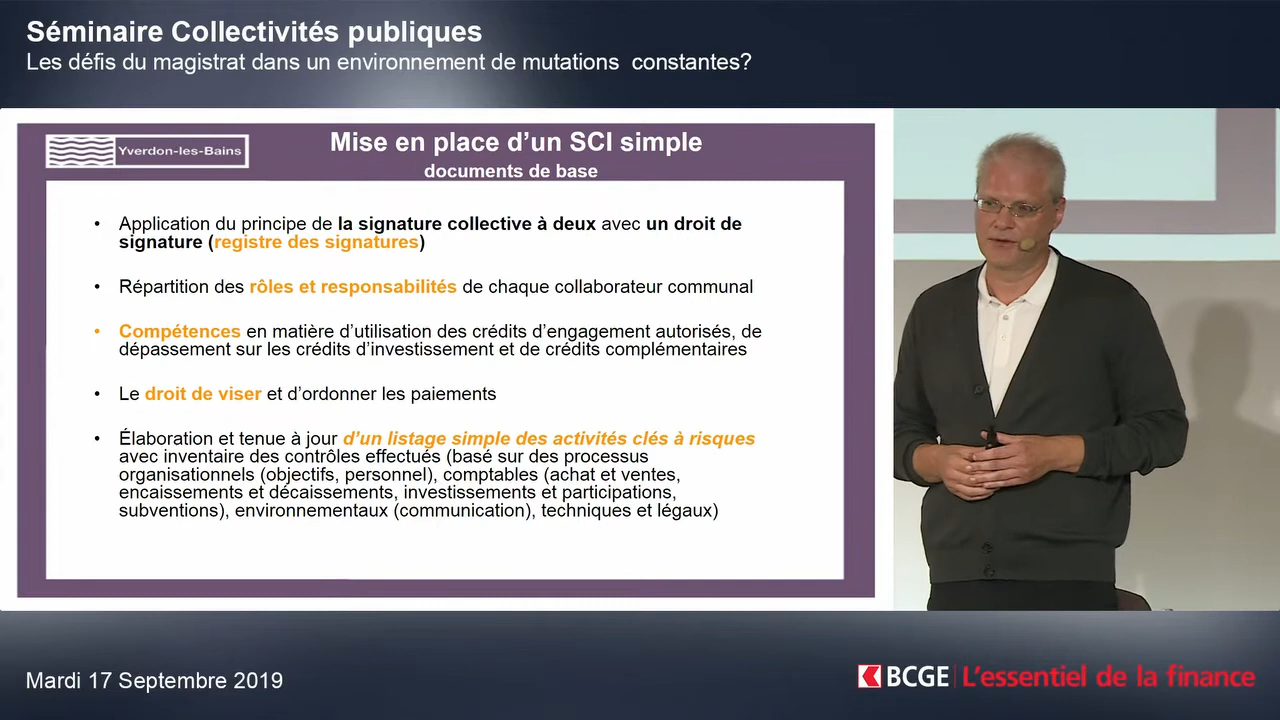 Séminaire Collectivités publiques
Les défis du magistrat dans un environnement de mutations constantes?
Yverdon-les-Bains
Mise en place d’un SCI simple
documents de base
• Application du principe de la signature collective à deux avec un droit de
signature (registre des signatures)
• Répartition des rôles et responsabilités de chaque collaborateur communal
• Compétences en matière d’utilisation des crédits d’engagement autorisés, de
dépassement sur les crédits d’investissement et de crédits complémentaires
• Le droit de viser et d’ordonner les paiements
• Élaboration et tenue à jour d’un listage simple des activités clés à risques
avec inventaire des contrôles effectués (basé sur des processus
organisationnels (objectifs, personnel), comptables (achat et ventes,
encaissements et décaissements, investissements et participations,
subventions), environnementaux (communication), techniques et légaux)
Mardi 17 Septembre 2019
BCGE L’essentiel de la finance